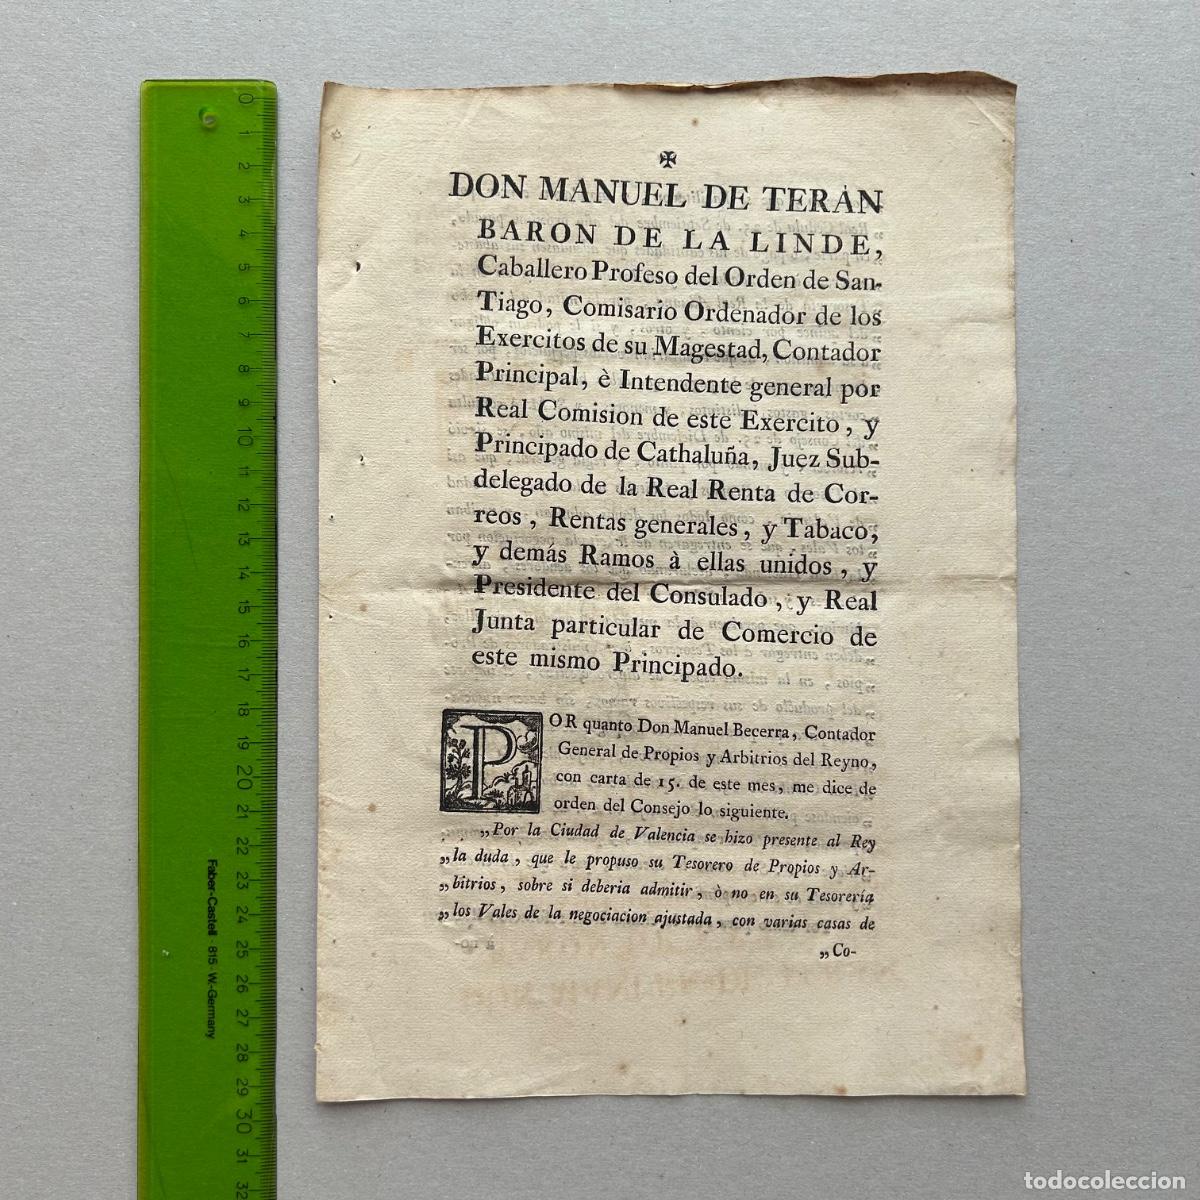 ✠
DON MANUEL DE TERÁN
BARON DE LA LINDE,
Caballero Profeso del Orden de San-
Tiago, Comisario Ordenador de los
Exercitos de su Magestad, Contador
Principal, è Intendente general por
Real Comision de este Exercito, y
Principado de Cathaluña, Juez Sub-
delegado de la Real Renta de Cor-
reos, Rentas generales, y Tabaco,
y demás Ramos à ellas unidos, y
Presidente del Consulado, y Real
Junta particular de Comercio de
este mismo Principado.
POR quanto Don Manuel Becerra, Contador
General de Propios y Arbitrios del Reyno,
con carta de 15. de este mes, me dice de
orden del Consejo lo siguiente.
„Por la Ciudad de Valencia se hizo presente al Rey
„la duda, que le propuso su Tesorero de Propios y Ar-
„bitrios, sobre si deberia admitir, ò no en su Tesorería
„los Vales de la negociacion ajustada, con varias casas de
„Co-
0 1 2 3 4 5 6 7 8 9 10 11 12 13 14 15 16 17 18 19 20 21 22 23 24 25 26 27 28 29 30 31 32
Faber-Castell 815 · W.-Germany
todocoleccion